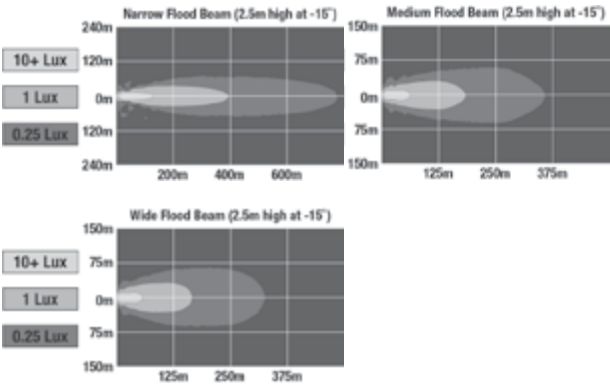 Narrow Flood Beam (2.5m high at -15˚)
240m
10+ Lux
120m
1 Lux
0m
0.25 Lux
120m
240m
200m 400m 600m
Medium Flood Beam (2.5m high at -15˚)
150m
75m
0m
75m
150m
125m 250m 375m
Wide Flood Beam (2.5m high at -15˚)
150m
10+ Lux
75m
1 Lux
0m
0.25 Lux
75m
150m
125m 250m 375m